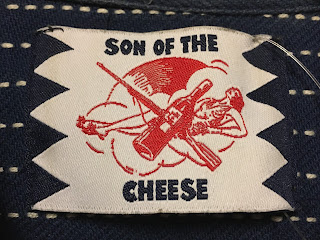 SON OF THE
CHEESE